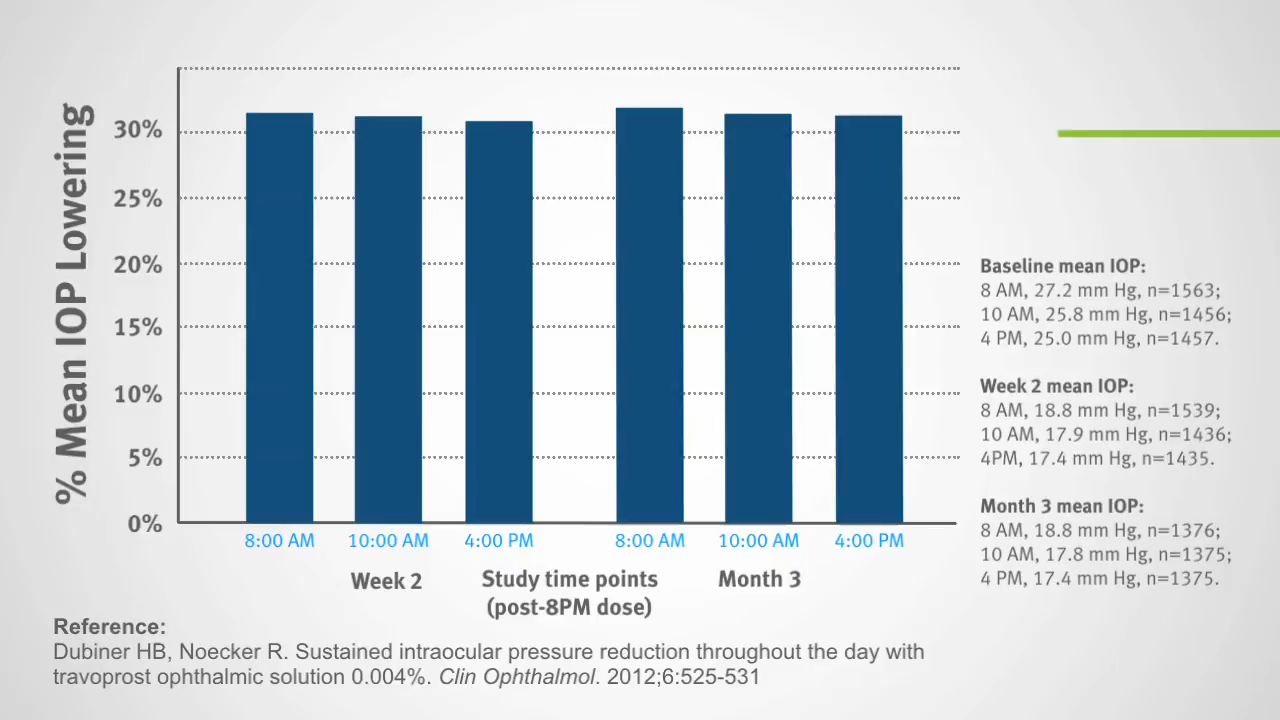 % Mean IOP Lowering
30%
25%
20%
15%
10%
5%
0%
8:00 AM 10:00 AM 4:00 PM 8:00 AM 10:00 AM 4:00 PM
Week 2 Study time points Month 3
(post-8PM dose)
Baseline mean IOP:
8 AM, 27.2 mm Hg, n=1563;
10 AM, 25.8 mm Hg, n=1456;
4 PM, 25.0 mm Hg, n=1457.
Week 2 mean IOP:
8 AM, 18.8 mm Hg, n=1539;
10 AM, 17.9 mm Hg, n=1436;
4PM, 17.4 mm Hg, n=1435.
Month 3 mean IOP:
8 AM, 18.8 mm Hg, n=1376;
10 AM, 17.8 mm Hg, n=1375;
4 PM, 17.4 mm Hg, n=1375.
Reference:
Dubiner HB, Noecker R. Sustained intraocular pressure reduction throughout the day with
travoprost ophthalmic solution 0.004%. Clin Ophthalmol. 2012;6:525-531